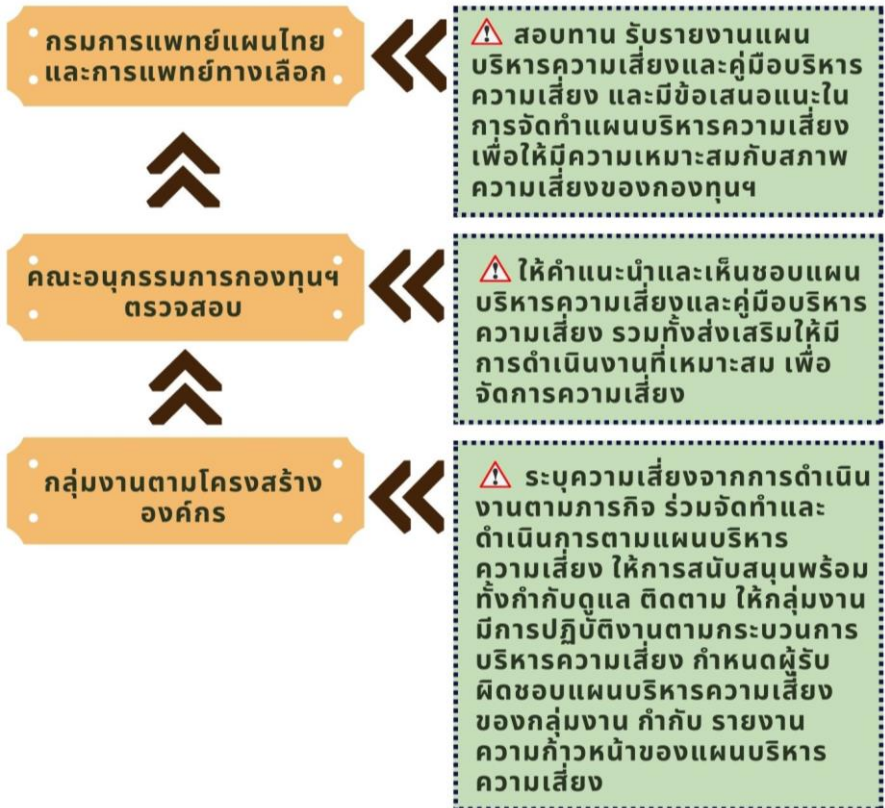 กรมการแพทย์แผนไทย
และการแพทย์ทางเลือก
สอบทาน รับรายงานแผน
บริหารความเสี่ยงและคู่มือบริหาร
ความเสี่ยง และมีข้อเสนอแนะใน
การจัดทำแผนบริหารความเสี่ยง
เพื่อให้มีความเหมาะสมกับสภาพ
ความเสี่ยงของกองทุนฯ
คณะอนุกรรมการกองทุนฯ
ตรวจสอบ
ให้คำแนะนำและเห็นชอบแผน
บริหารความเสี่ยงและคู่มือบริหาร
ความเสี่ยง รวมทั้งส่งเสริมให้มี
การดำเนินงานที่เหมาะสม เพื่อ
จัดการความเสี่ยง
กลุ่มงานตามโครงสร้าง
องค์กร
ระบุความเสี่ยงจากการดำเนิน
งานตามภารกิจ ร่วมจัดทำและ
ดำเนินการตามแผนบริหาร
ความเสี่ยง ให้การสนับสนุนพร้อม
ทั้งกำกับดูแล ติดตาม ให้กลุ่มงาน
มีการปฏิบัติงานตามกระบวนการ
บริหารความเสี่ยง กำหนดผู้รับ
ผิดชอบแผนบริหารความเสี่ยง
ของกลุ่มงาน กำกับ รายงาน
ความก้าวหน้าของแผนบริหาร
ความเสี่ยง